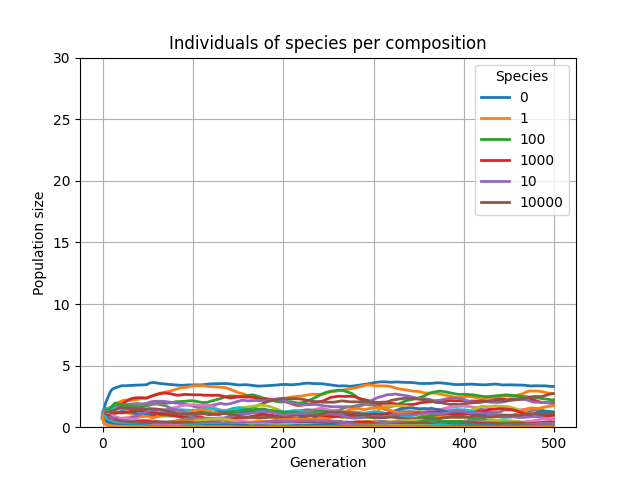 Individuals of species per composition
30
25
20
15
10
5
0
Population size
0 100 200 300 400 500
Generation
Species
0
1
100
1000
10
10000